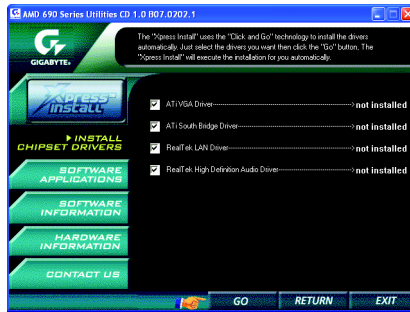 AMD 690 Series Utilities CD 1.0 B07.0202.1
GIGABYTE
The "Xpress Install" uses the "Click and Go" technology to install the drivers
automatically. Just select the drivers you want then click the "Go" button. The
"Xpress Install" will execute the installation for you automatically.
Xpress
Install
INSTALL
CHIPSET DRIVERS
SOFTWARE
APPLICATIONS
SOFTWARE
INFORMATION
HARDWARE
INFORMATION
CONTACT US
ATi VGA Driver not installed
ATi South Bridge Driver not installed
RealTek LAN Driver not installed
RealTek High Definition Audio Driver not installed
GO RETURN EXIT